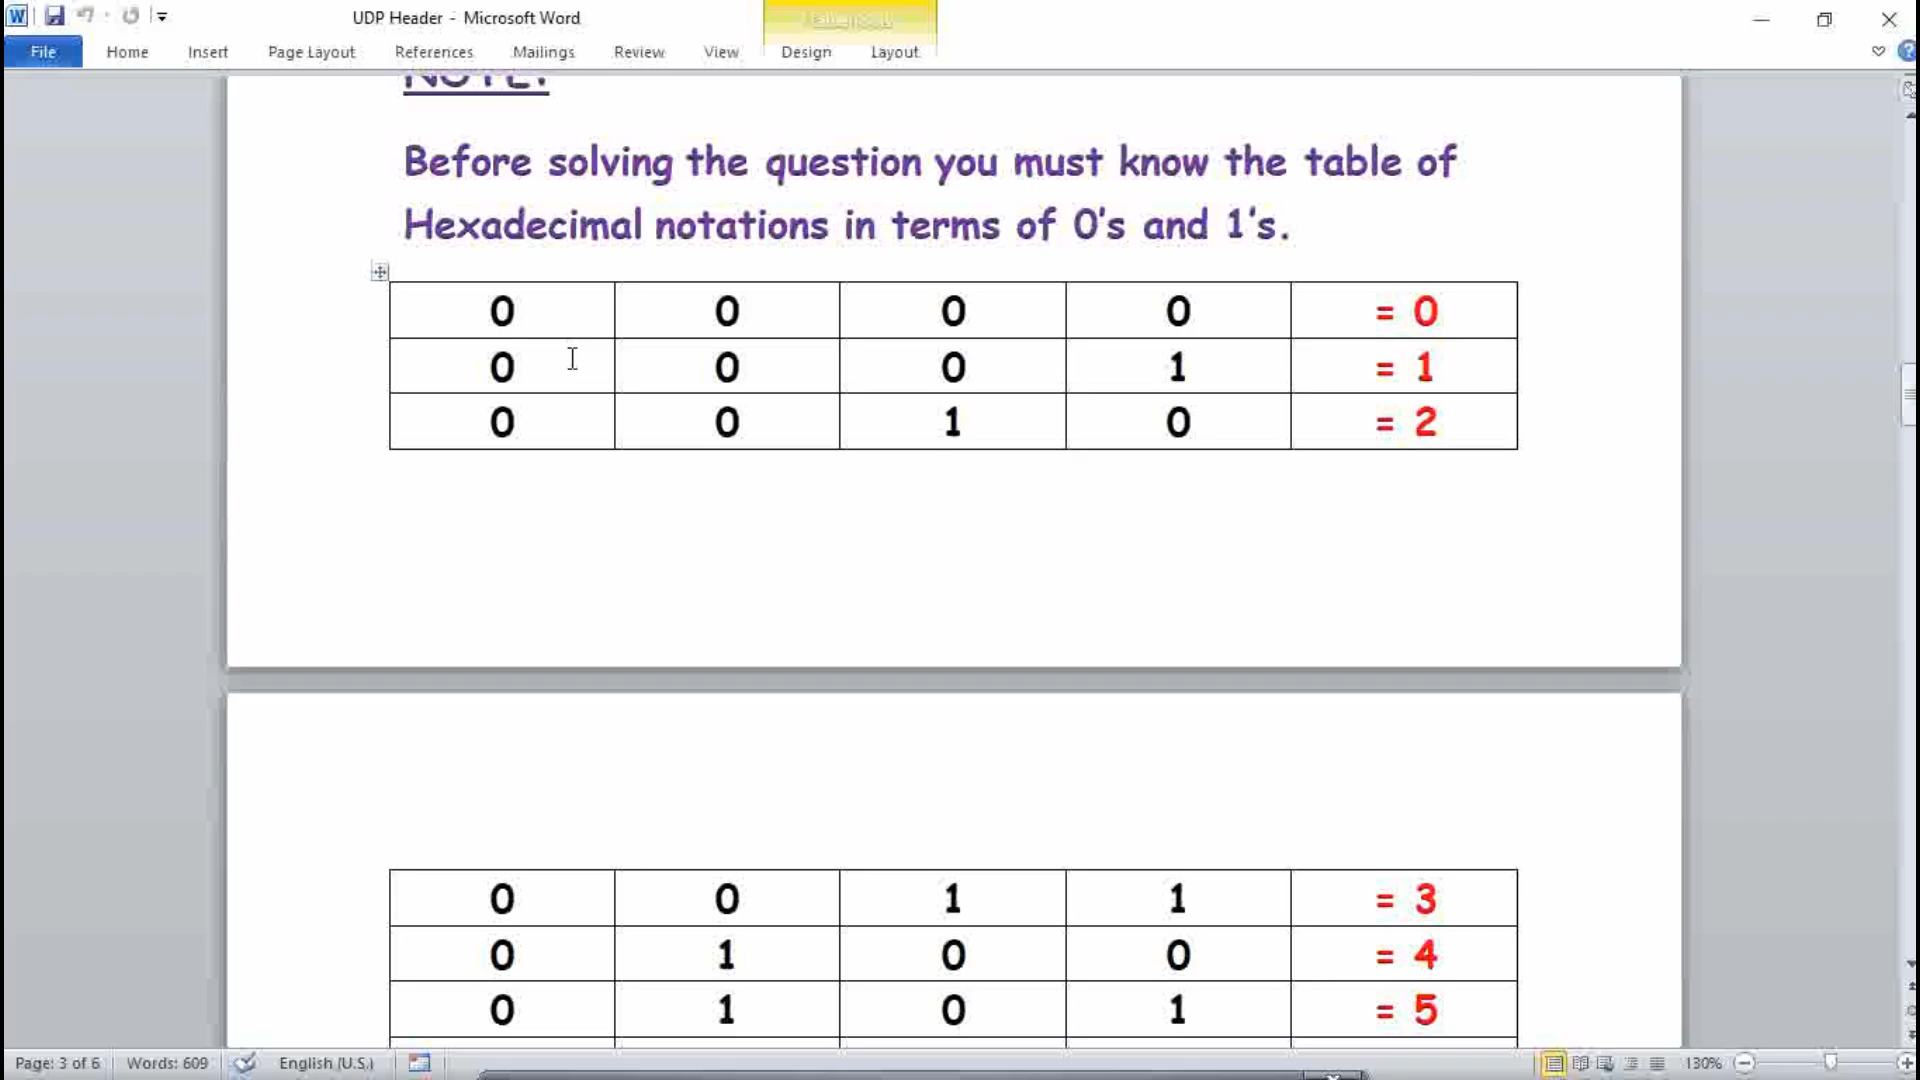 UDP Header - Microsoft Word
File Home Insert Page Layout References Mailings Review View Design Layout
NOTE:
Before solving the question you must know the table of
Hexadecimal notations in terms of 0's and 1's.
0 0 0 0 = 0
0 0 0 1 = 1
0 0 1 0 = 2
0 0 1 1 = 3
0 1 0 0 = 4
0 1 0 1 = 5
Page: 3 of 6 Words: 609 English (U.S.) 130%